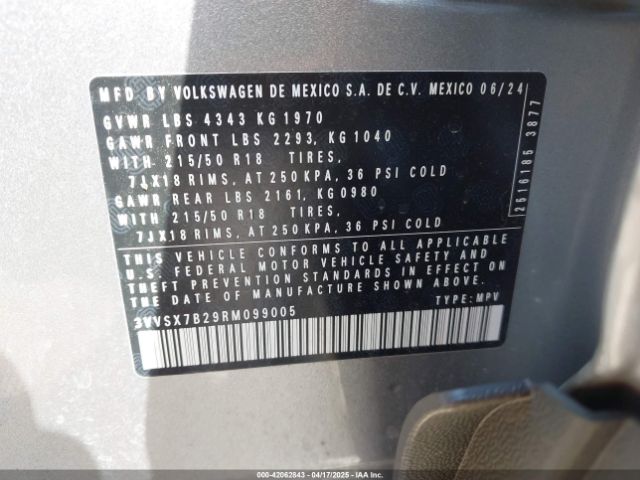 MFD BY VOLKSWAGEN DE MEXICO S.A. DE C.V. MEXICO 06/24
GVWR LBS 4343 KG 1970
GAWR FRONT LBS 2293, KG 1040
WITH 215/50 R18 TIRES,
7JX18 RIMS, AT 250 KPA, 36 PSI COLD
GAWR REAR LBS 2161, KG 0980
WITH 215/50 R18 TIRES,
7JX18 RIMS, AT 250 KPA, 36 PSI COLD
THIS VEHICLE CONFORMS TO ALL APPLICABLE
U.S. FEDERAL MOTOR VEHICLE SAFETY AND
THEFT PREVENTION STANDARDS IN EFFECT ON
THE DATE OF MANUFACTURE SHOWN ABOVE.
3VVSX7B29RM099005 TYPE: MPV
2516185 3877
000-42062843 - 04/17/2025 - IAA Inc.